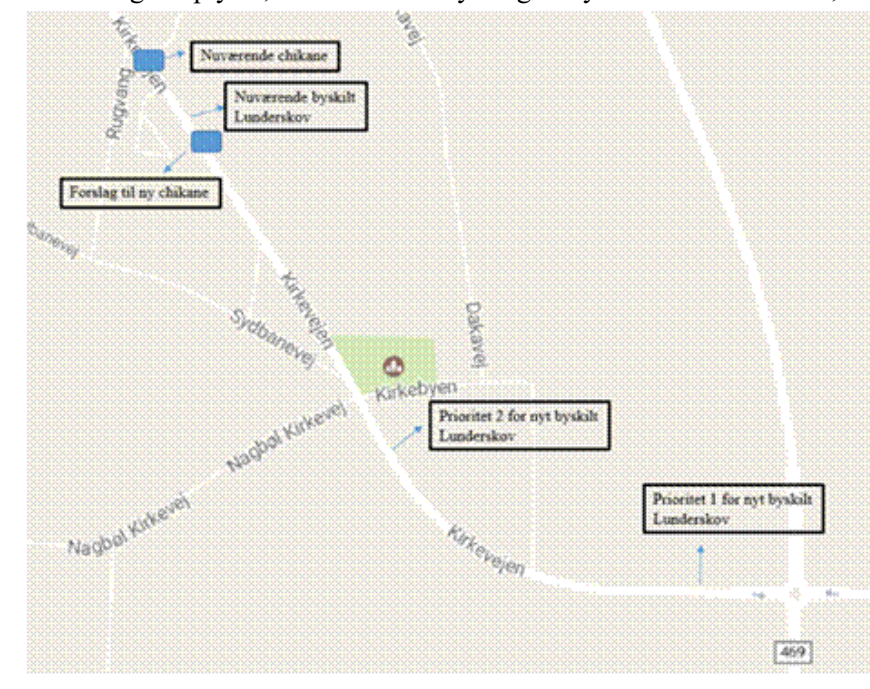 Kirkevejen
Nuværende chikane
Rugvang
Nuværende byskilt
Lunderskov
Forslag til ny chikane
Kirkevejen
Sydbanevej
Dakavej
Kirkebyen
Nagbøl Kirkevej
Prioritet 2 for nyt byskilt
Lunderskov
Nagbøl Kirkevej
Prioritet 1 for nyt byskilt
Lunderskov
Kirkevejen
469